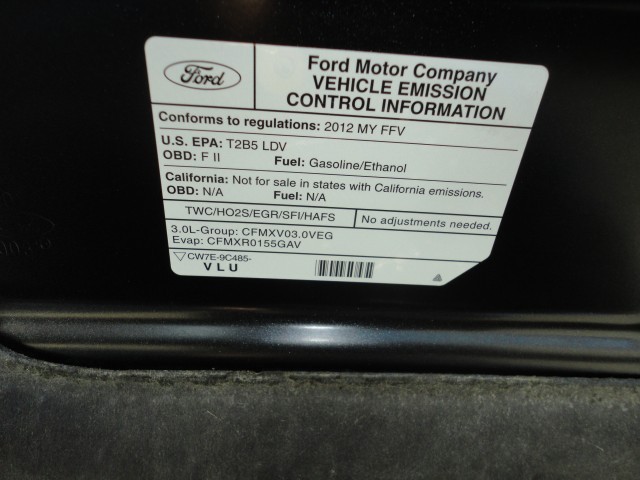 Ford
Ford Motor Company
VEHICLE EMISSION
CONTROL INFORMATION
Conforms to regulations: 2012 MY FFV
U.S. EPA: T2B5 LDV
OBD: F II Fuel: Gasoline/Ethanol
California: Not for sale in states with California emissions.
OBD: N/A Fuel: N/A
TWC/HO2S/EGR/SFI/HAFS No adjustments needed.
3.0L-Group: CFMXV03.0VEG
Evap: CFMXR0155GAV
CW7E-9C485-
VLU